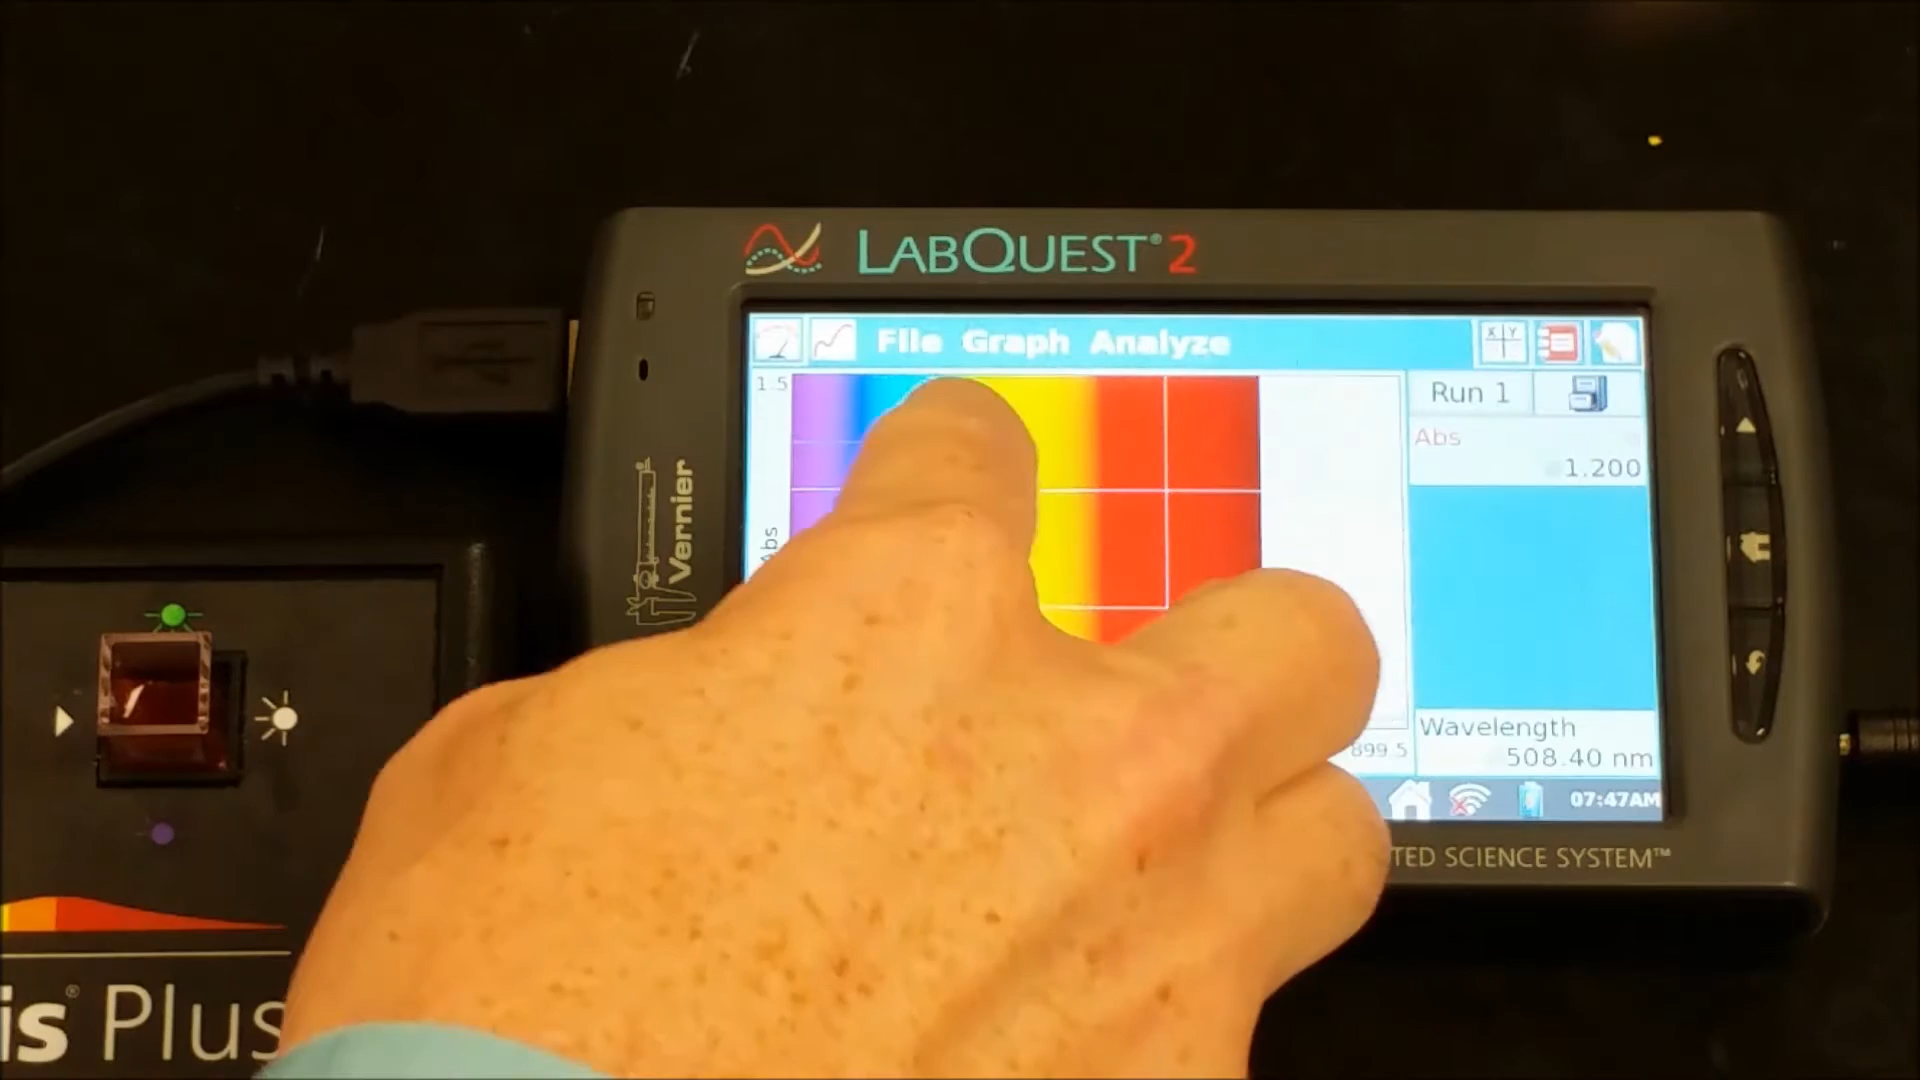 LABQUEST® 2
File Graph Analyze
X Y
1.5
Run 1
Abs
1.200
Abs
Vernier
Wavelength
508.40 nm
899.5
07:47AM
TED SCIENCE SYSTEM™
is® Plus